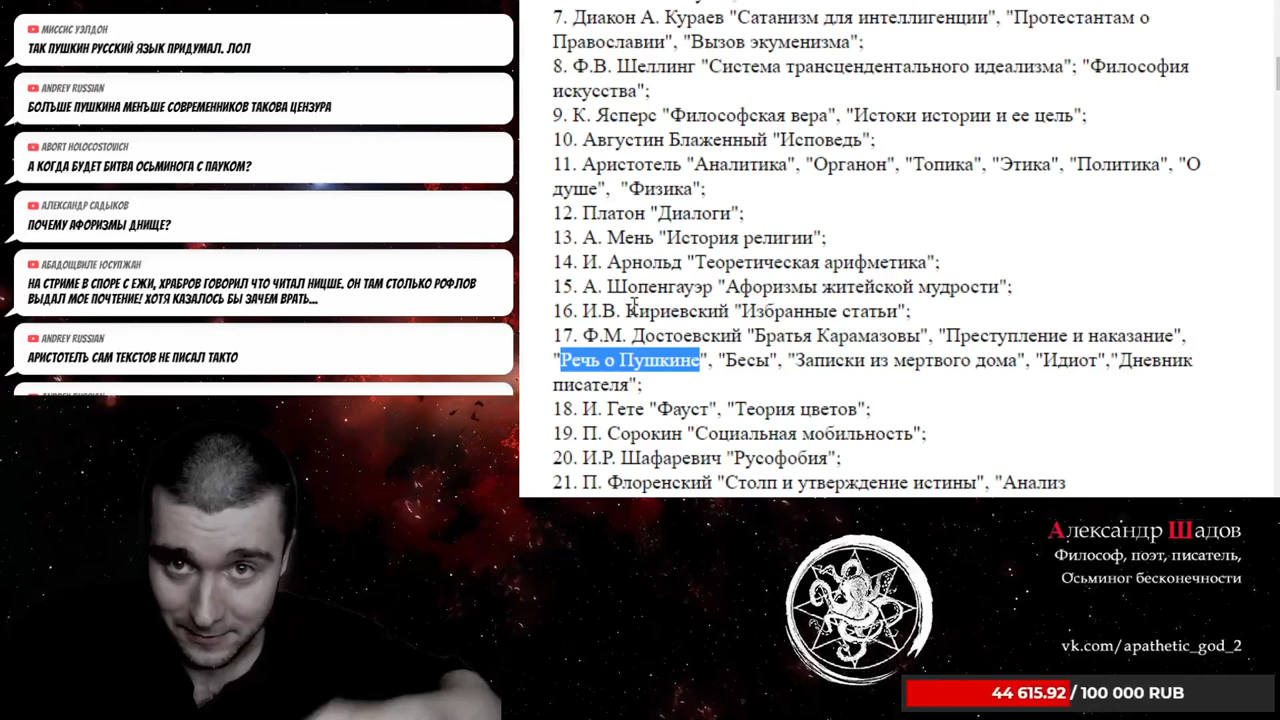 МИССИС УЭЛДОН
ТАК ПУШКИН РУССКИЙ ЯЗЫК ПРИДУМАЛ. ЛОЛ
ANDREY RUSSIAN
БОЛЬШЕ ПУШКИНА МЕНЬШЕ СОВРЕМЕННИКОВ ТАКОВА ЦЕНЗУРА
ABORT HOLOCOSTOVICH
А КОГДА БУДЕТ БИТВА ОСЬМИНОГА С ПАУКОМ?
АЛЕКСАНДР САДЫКОВ
ПОЧЕМУ АФОРИЗМЫ ДНИЩЕ?
АБАДОЩВИЛЕ ЮСУПЖАН
НА СТРИМЕ В СПОРЕ С ЕЖИ, ХРАБРОВ ГОВОРИЛ ЧТО ЧИТАЛ НИЦШЕ. ОН ТАМ СТОЛЬКО РОФЛОВ
ВЫДАЛ МОЕ ПОЧТЕНИЕ! ХОТЯ КАЗАЛОСЬ БЫ ЗАЧЕМ ВРАТЬ...
ANDREY RUSSIAN
АРИСТОТЕЛЬ САМ ТЕКСТОВ НЕ ПИСАЛ ТАКТО
7. Диакон А. Кураев "Сатанизм для интеллигенции", "Протестантам о
Православии", "Вызов экуменизма";
8. Ф.В. Шеллинг "Система трансцендентального идеализма"; "Философия
искусства";
9. К. Ясперс "Философская вера", "Истоки истории и ее цель";
10. Августин Блаженный "Исповедь";
11. Аристотель "Аналитика", "Органон", "Топика", "Этика", "Политика", "О
душе", "Физика";
12. Платон "Диалоги";
13. А. Мень "История религии";
14. И. Арнольд "Теоретическая арифметика";
15. А. Шопенгауэр "Афоризмы житейской мудрости";
16. И.В. Кириевский "Избранные статьи";
17. Ф.М. Достоевский "Братья Карамазовы", "Преступление и наказание",
"Речь о Пушкине", "Бесы", "Записки из мертвого дома", "Идиот","Дневник
писателя";
18. И. Гете "Фауст", "Теория цветов";
19. П. Сорокин "Социальная мобильность";
20. И.Р. Шафаревич "Русофобия";
21. П. Флоренский "Столп и утверждение истины", "Анализ
Александр Шадов
Философ, поэт, писатель,
Осьминог бесконечности
vk.com/apathetic_god_2
44 615.92 / 100 000 RUB